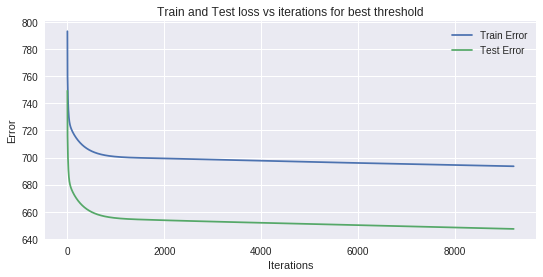 Train and Test loss vs iterations for best threshold
800
780
760
740
720
700
680
660
640
Error
Train Error
Test Error
0
2000
4000
6000
8000
Iterations